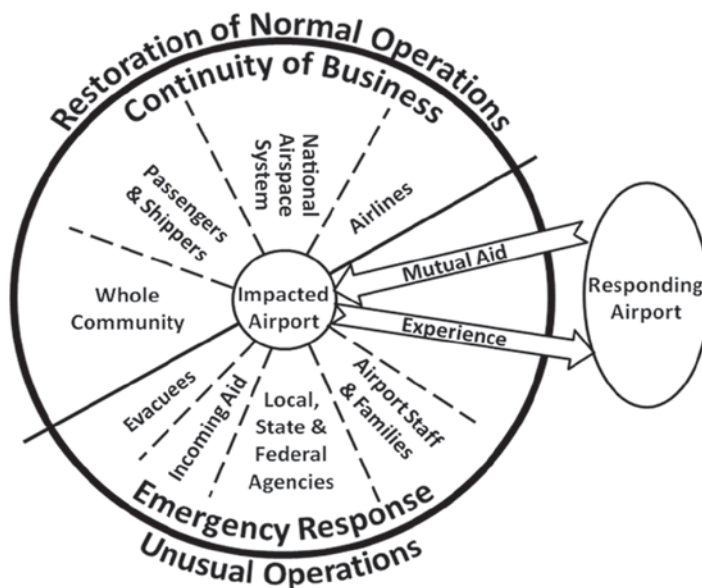 Restoration of Normal Operations
Continuity of Business
National
Airspace
System
Passengers
& Shippers
Airlines
Whole
Community
Impacted
Airport
Mutual Aid
Experience
Responding
Airport
Evacuees
Incoming Aid
Local,
State &
Federal
Agencies
Airport Staff
& Families
Emergency Response
Unusual Operations